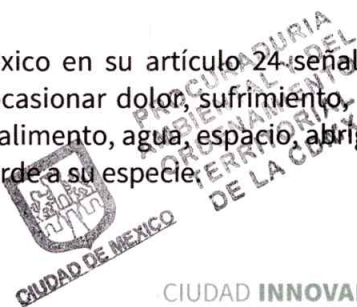 xico en su artículo 24 señal
ocasionar dolor, sufrimiento,
alimento, agua, espacio, abrig
rde a su especie.
PROCURADURIA
AMBIENTAL Y DEL
ORDENAMIENTO
TERRITORIAL
DE LA CDMX
CIUDAD DE MEXICO
CIUDAD INNOVA